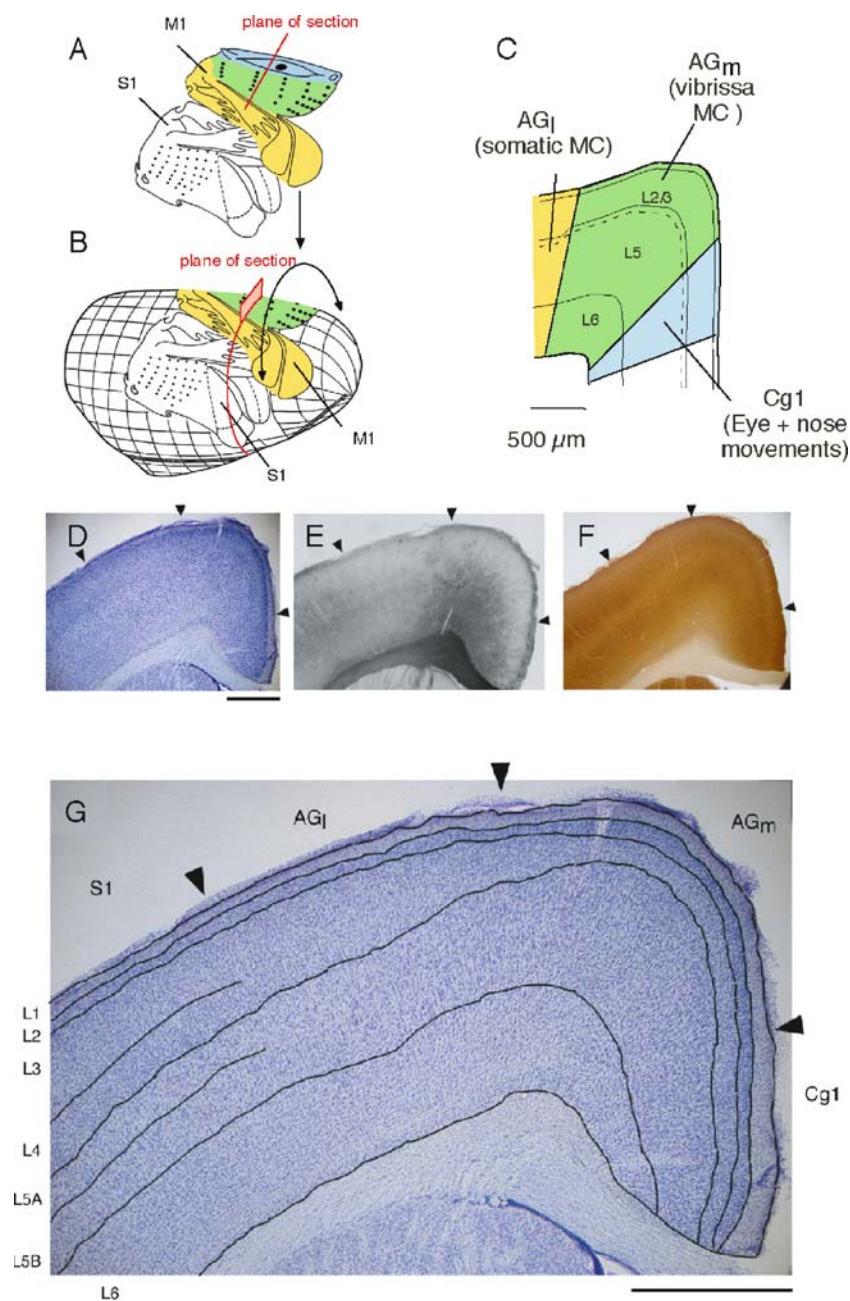 A
M1
plane of section
S1
B
plane of section
M1
S1
C
AGm
(vibrissa
MC )
AGl
(somatic MC)
L2/3
L5
L6
500 µm
Cg1
(Eye + nose
movements)
D
E
F
G
AGl
AGm
S1
L1
L2
L3
L4
L5A
L5B
L6
Cg1